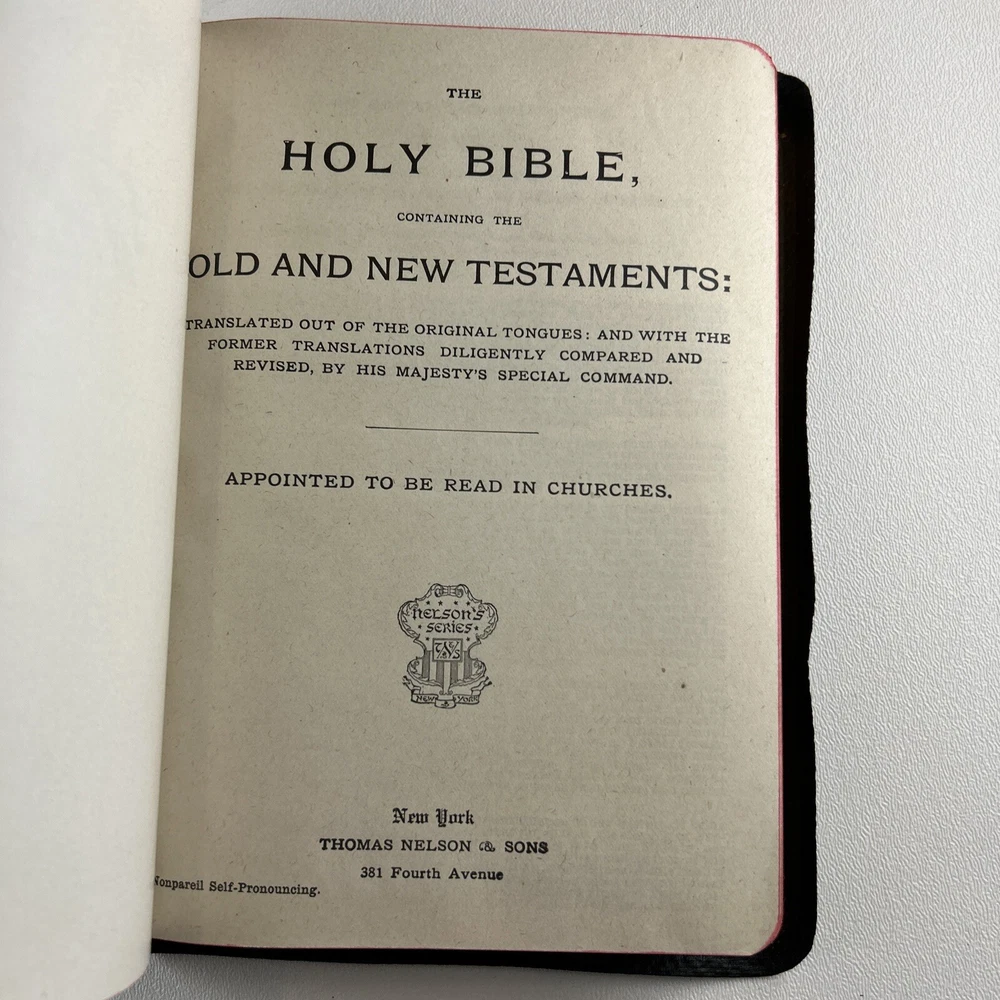 THE
HOLY BIBLE,
CONTAINING THE
OLD AND NEW TESTAMENTS:
TRANSLATED OUT OF THE ORIGINAL TONGUES: AND WITH THE
FORMER TRANSLATIONS DILIGENTLY COMPARED AND
REVISED, BY HIS MAJESTY'S SPECIAL COMMAND.
APPOINTED TO BE READ IN CHURCHES.
NELSON'S
SERIES
NEW YORK
New York
THOMAS NELSON & SONS
381 Fourth Avenue
Nonpareil Self-Pronouncing.